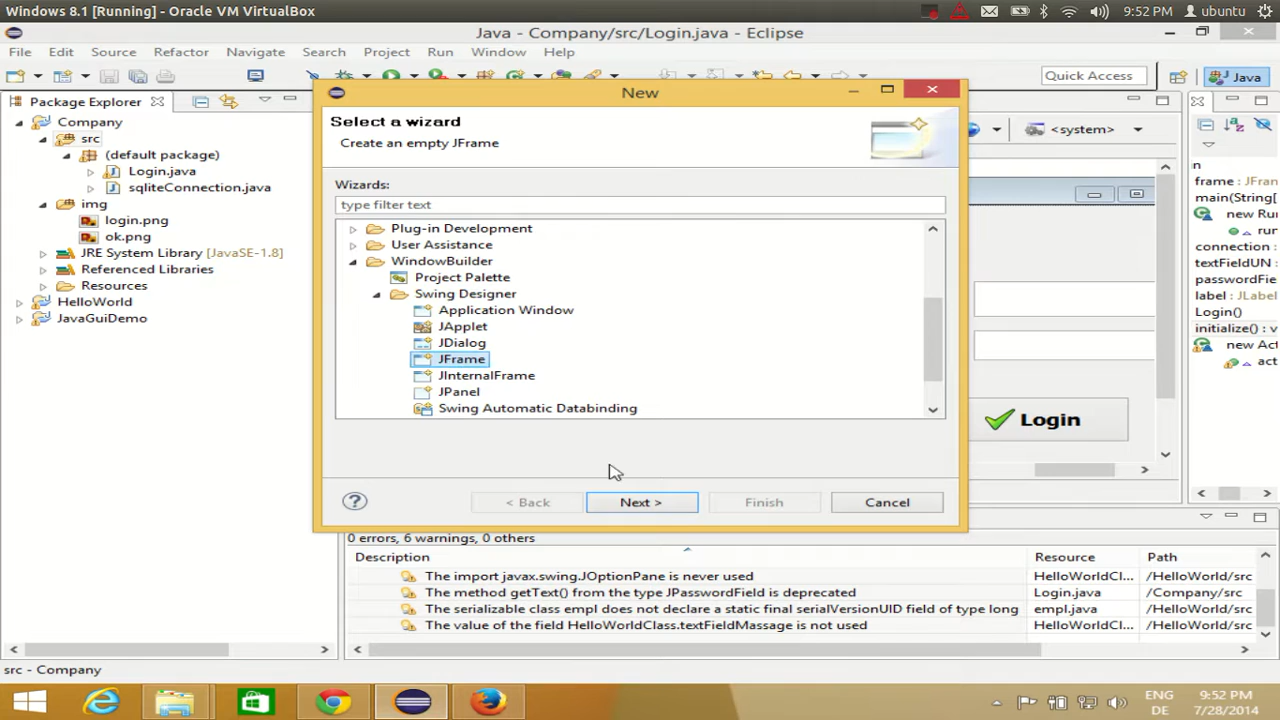 Windows 8.1 [Running] - Oracle VM VirtualBox
9:52 PM
ubuntu
Java - Company/src/Login.java - Eclipse
File Edit Source Refactor Navigate Search Project Run Window Help
Quick Access
Java
Package Explorer
Company
src
(default package)
Login.java
sqliteConnection.java
img
login.png
ok.png
JRE System Library (JavaSE-1.8)
Referenced Libraries
Resources
HelloWorld
JavaGuiDemo
New
Select a wizard
Create an empty JFrame
Wizards:
type filter text
Plug-in Development
User Assistance
WindowBuilder
Project Palette
Swing Designer
Application Window
JApplet
JDialog
JFrame
JInternalFrame
JPanel
Swing Automatic Databinding
?
< Back
Next >
Finish
Cancel
<system>
Login
frame : JFran
main(String[
new Run
run
connection :
textFieldUN :
passwordFie
label : JLabe
Login()
initialize() : v
new Act
act
0 errors, 6 warnings, 0 others
Description Resource Path
The import javax.swing.JOptionPane is never used HelloWorldCl... /HelloWorld/src
The method getText() from the type JPasswordField is deprecated Login.java /Company/src
The serializable class empl does not declare a static final serialVersionUID field of type long empl.java /HelloWorld/src
The value of the field HelloWorldClass.textFieldMassage is not used HelloWorldCl... /HelloWorld/src
src - Company
ENG
DE
9:52 PM
7/28/2014